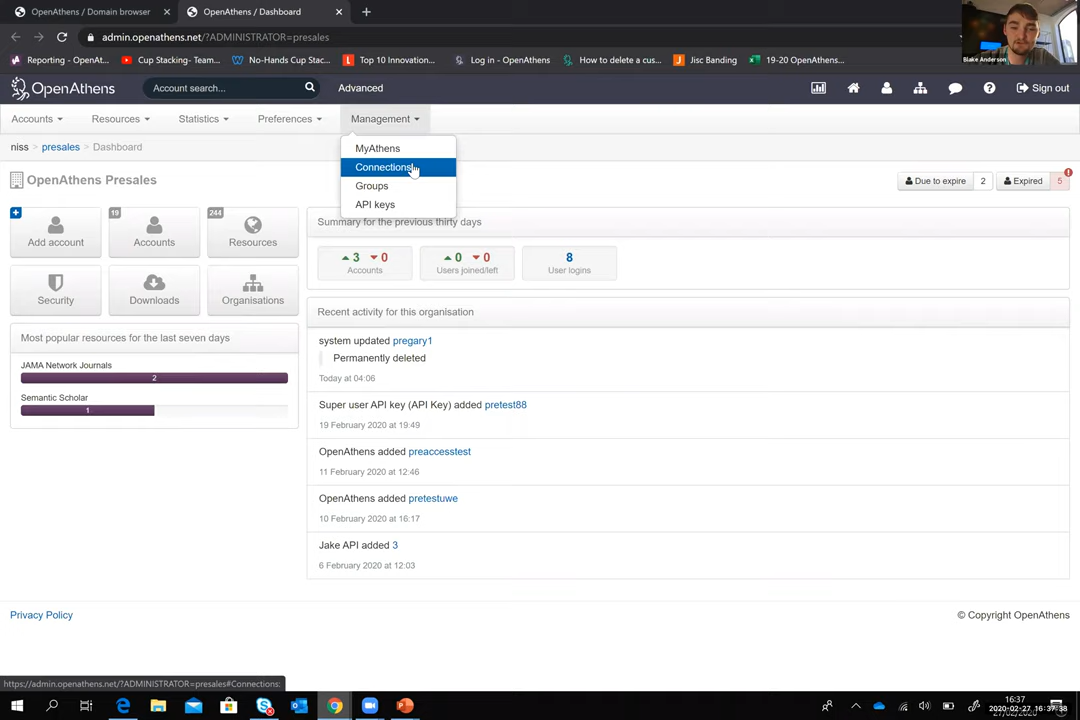 OpenAthens / Domain browser
OpenAthens / Dashboard
admin.openathens.net/?ADMINISTRATOR=presales
Reporting - OpenAt...
Cup Stacking- Team...
No-Hands Cup Stac...
Top 10 Innovation...
Log in - OpenAthens
How to delete a cus...
Jisc Banding
19-20 OpenAthens...
Blake Anderson
OpenAthens
Account search...
Advanced
Sign out
Accounts
Resources
Statistics
Preferences
Management
MyAthens
Connections
Groups
API keys
niss > presales > Dashboard
OpenAthens Presales
Due to expire 2
Expired 5
Add account
19
Accounts
244
Resources
Security
Downloads
Organisations
Most popular resources for the last seven days
JAMA Network Journals
2
Semantic Scholar
1
Summary for the previous thirty days
3 0
Accounts
0 0
Users joined/left
8
User logins
Recent activity for this organisation
system updated pregary1
Permanently deleted
Today at 04:06
Super user API key (API Key) added pretest88
19 February 2020 at 19:49
OpenAthens added preaccesstest
11 February 2020 at 12:46
OpenAthens added pretestuwe
10 February 2020 at 16:17
Jake API added 3
6 February 2020 at 12:03
Privacy Policy
© Copyright OpenAthens
https://admin.openathens.net/?ADMINISTRATOR=presales#Connections:
16:37
2020-02-27 16:37:38